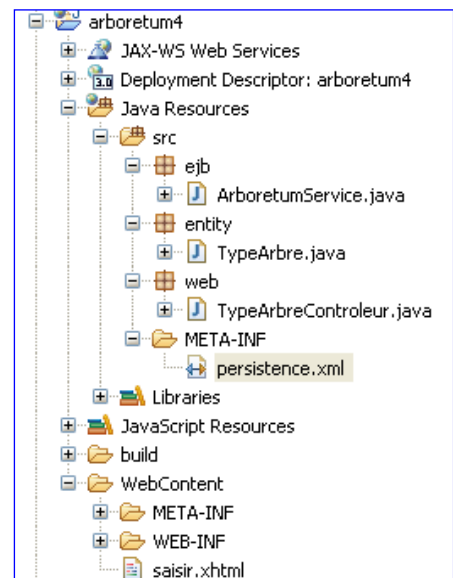 arboretum4
JAX-WS Web Services
3.0 Deployment Descriptor: arboretum4
Java Resources
src
ejb
J ArboretumService.java
entity
J TypeArbre.java
web
J TypeArbreControleur.java
META-INF
persistence.xml
Libraries
JavaScript Resources
build
WebContent
META-INF
WEB-INF
saisir.xhtml